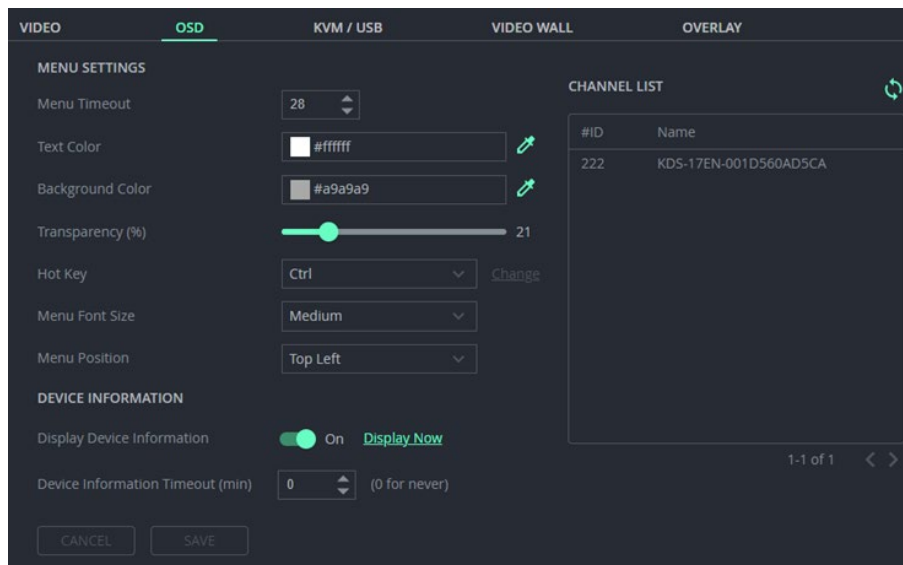 VIDEO OSD KVM / USB VIDEO WALL OVERLAY
MENU SETTINGS
Menu Timeout 28
Text Color #ffffff
Background Color #a9a9a9
Transparency (%) 21
Hot Key Ctrl Change
Menu Font Size Medium
Menu Position Top Left
DEVICE INFORMATION
Display Device Information On Display Now
Device Information Timeout (min) 0 (0 for never)
CANCEL SAVE
CHANNEL LIST
#ID Name
222 KDS-17EN-001D560AD5CA
1-1 of 1